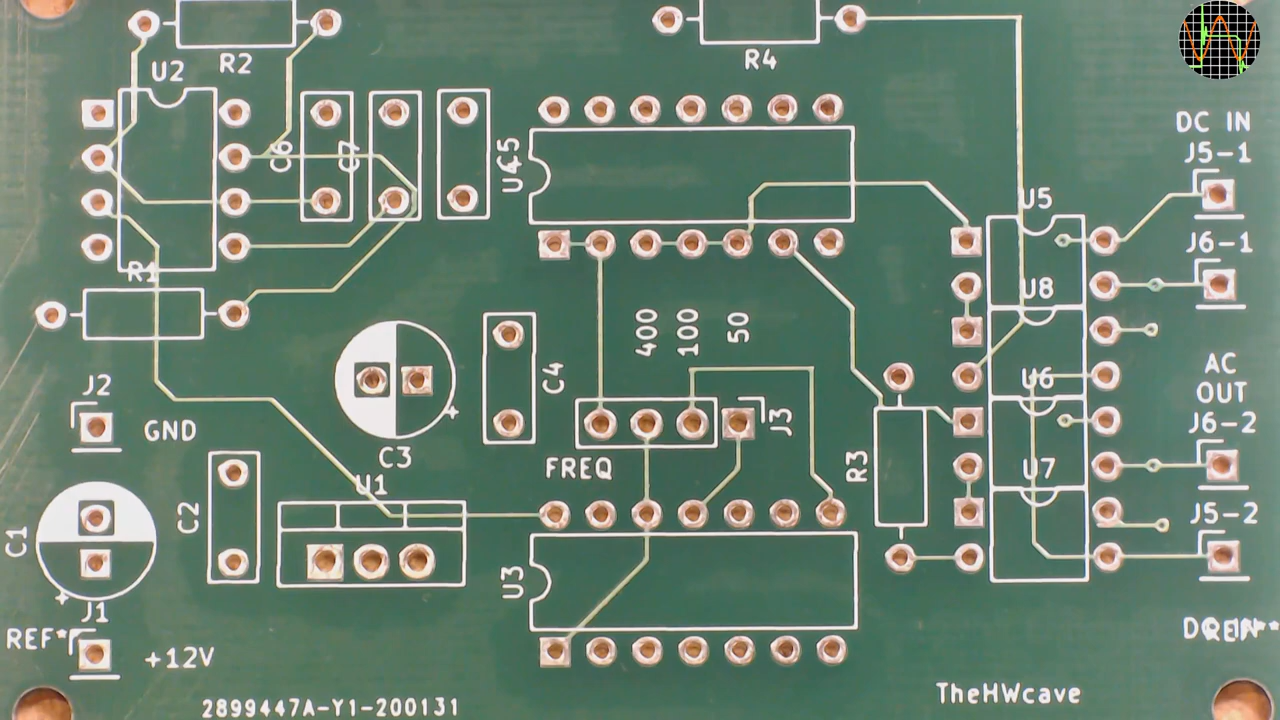 R2
R4
U2
DC IN
J5-1
C6
C7
U5
J6-1
R1
U8
400
100
50
AC
OUT
J2
C4
U6
J6-2
GND
J3
C3
FREQ
R3
U7
U1
C2
C1
J5-2
U3
J1
REF*
+12V
TheHWcave
2899447A-Y1-200131